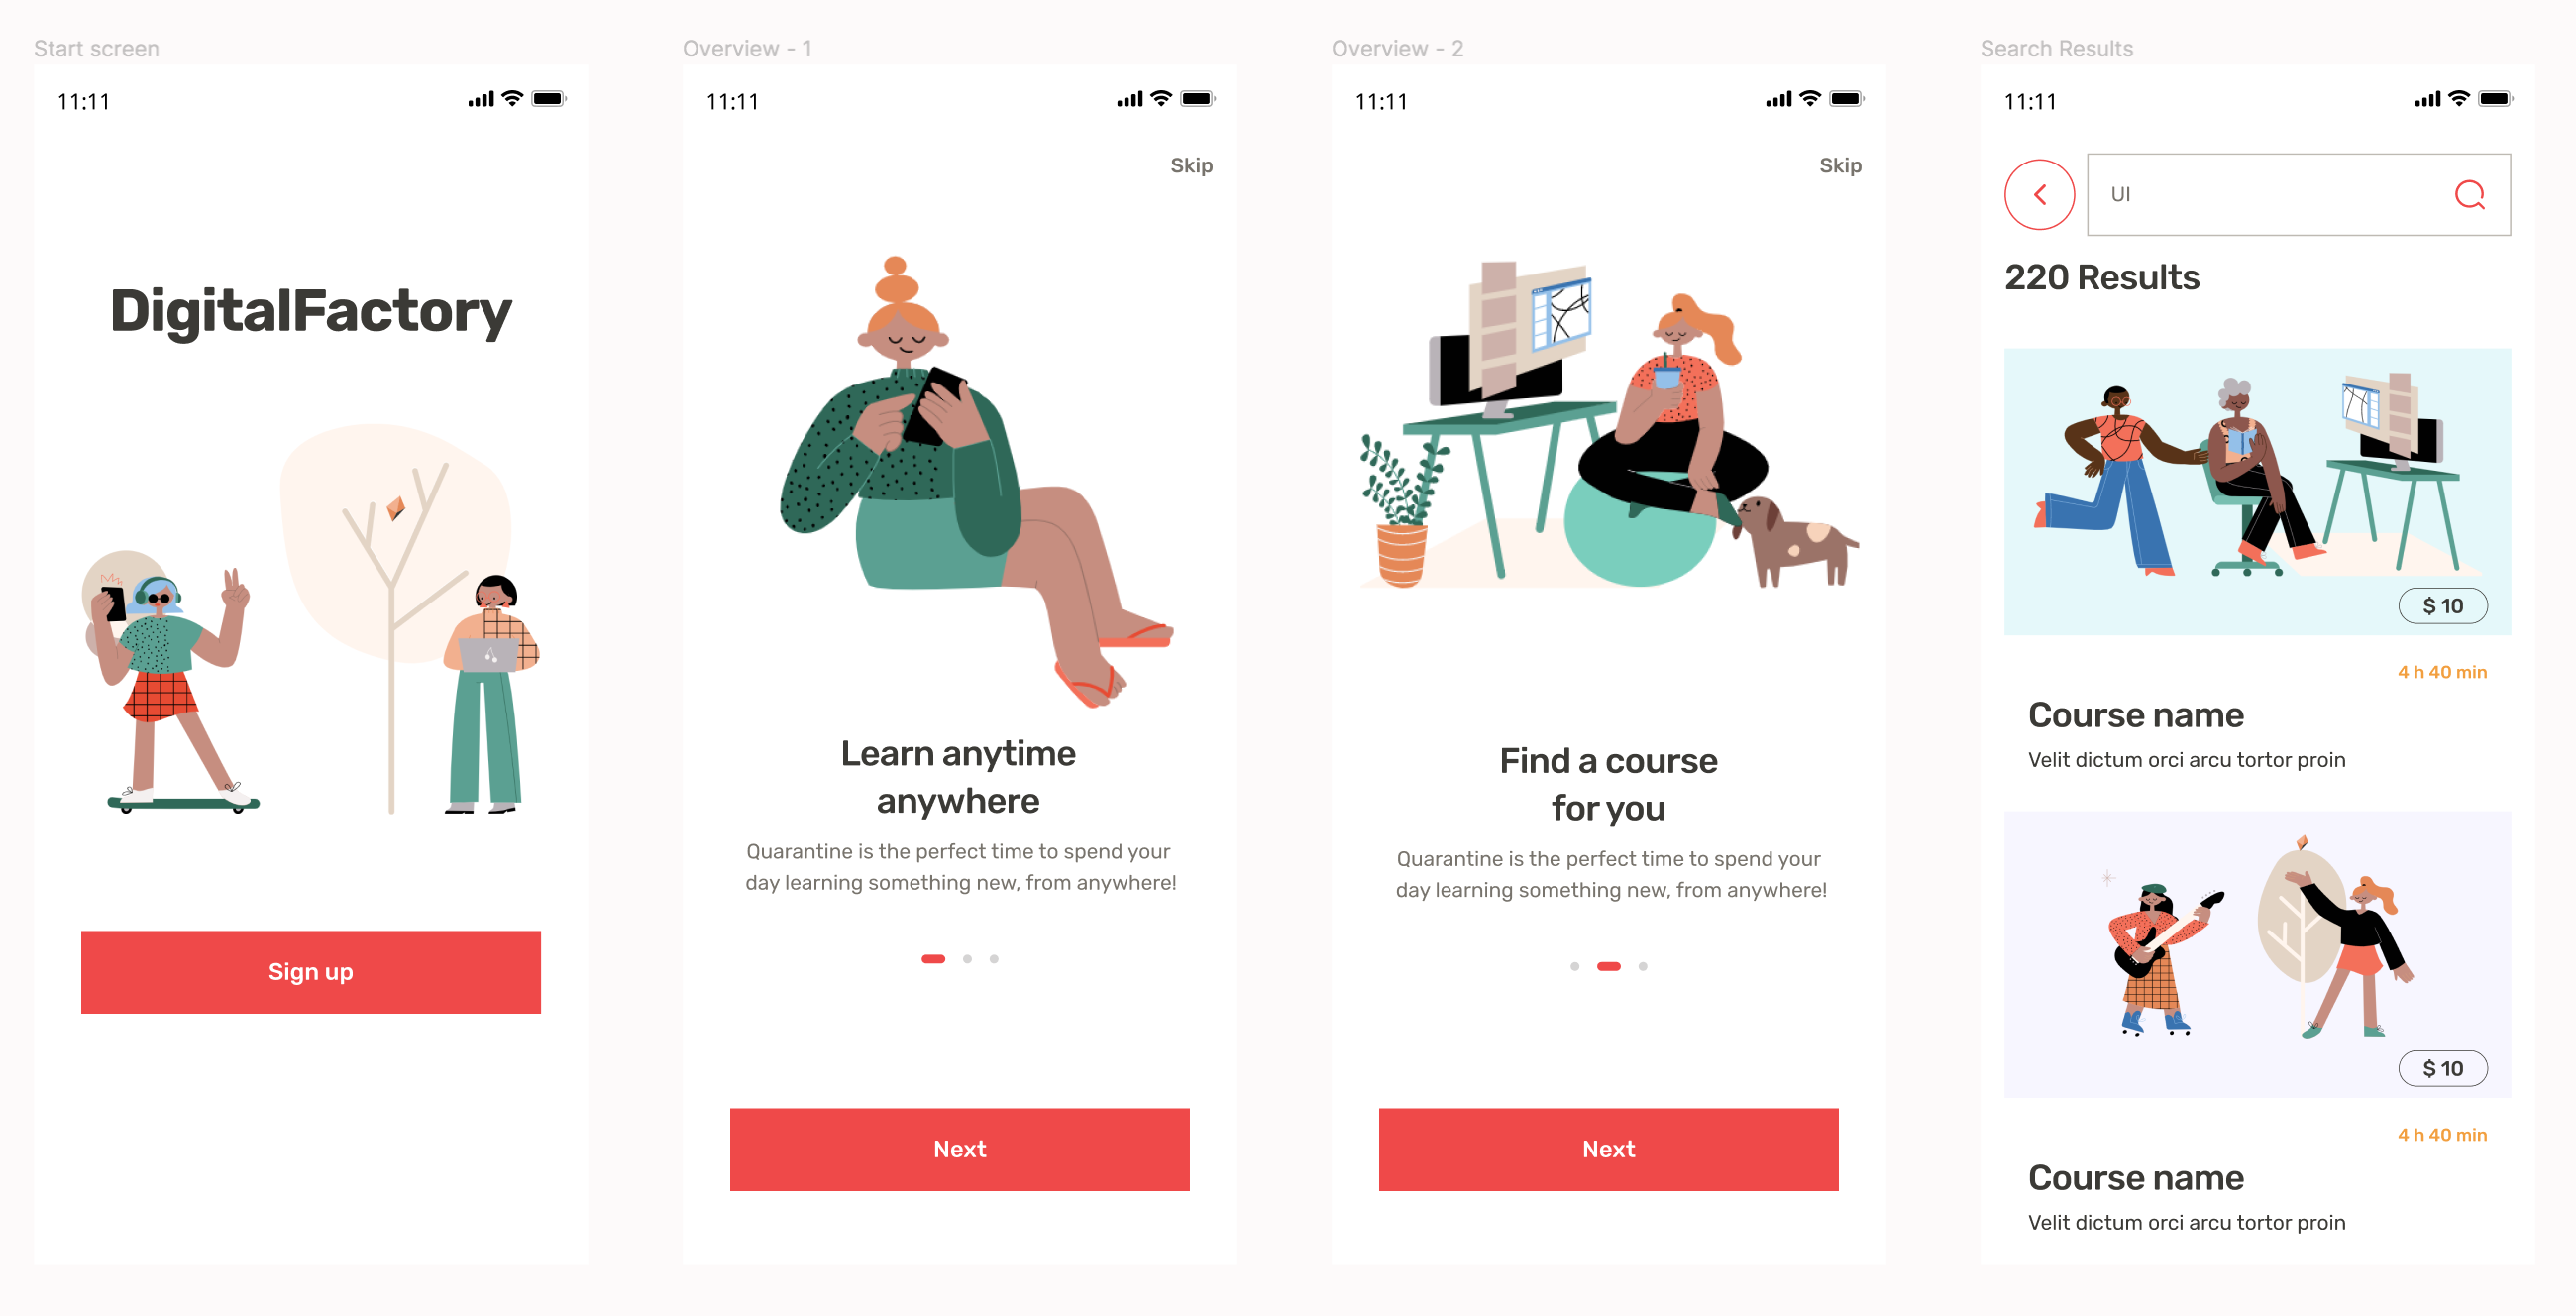 Start screen
11:11
DigitalFactory
Sign up
Overview - 1
11:11
Skip
Learn anytime
anywhere
Quarantine is the perfect time to spend your
day learning something new, from anywhere!
Next
Overview - 2
11:11
Skip
Find a course
for you
Quarantine is the perfect time to spend your
day learning something new, from anywhere!
Next
Search Results
11:11
UI
220 Results
$ 10
4 h 40 min
Course name
Velit dictum orci arcu tortor proin
$ 10
4 h 40 min
Course name
Velit dictum orci arcu tortor proin